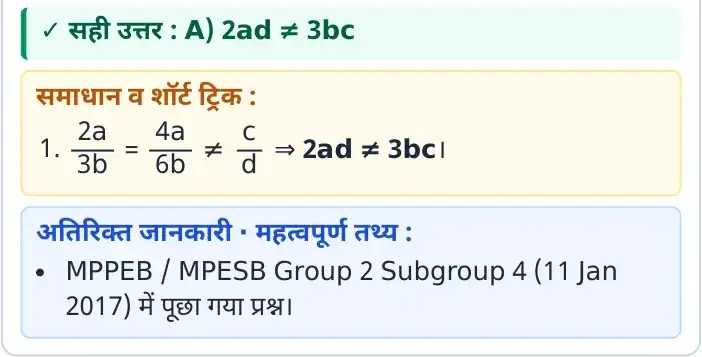 ✓ सही उत्तर : A) 2ad ≠ 3bc
समाधान व शॉर्ट ट्रिक :
1. 2a/3b = 4a/6b ≠ c/d ⇒ 2ad ≠ 3bc।
अतिरिक्त जानकारी · महत्वपूर्ण तथ्य :
• MPPEB / MPESB Group 2 Subgroup 4 (11 Jan
2017) में पूछा गया प्रश्न।